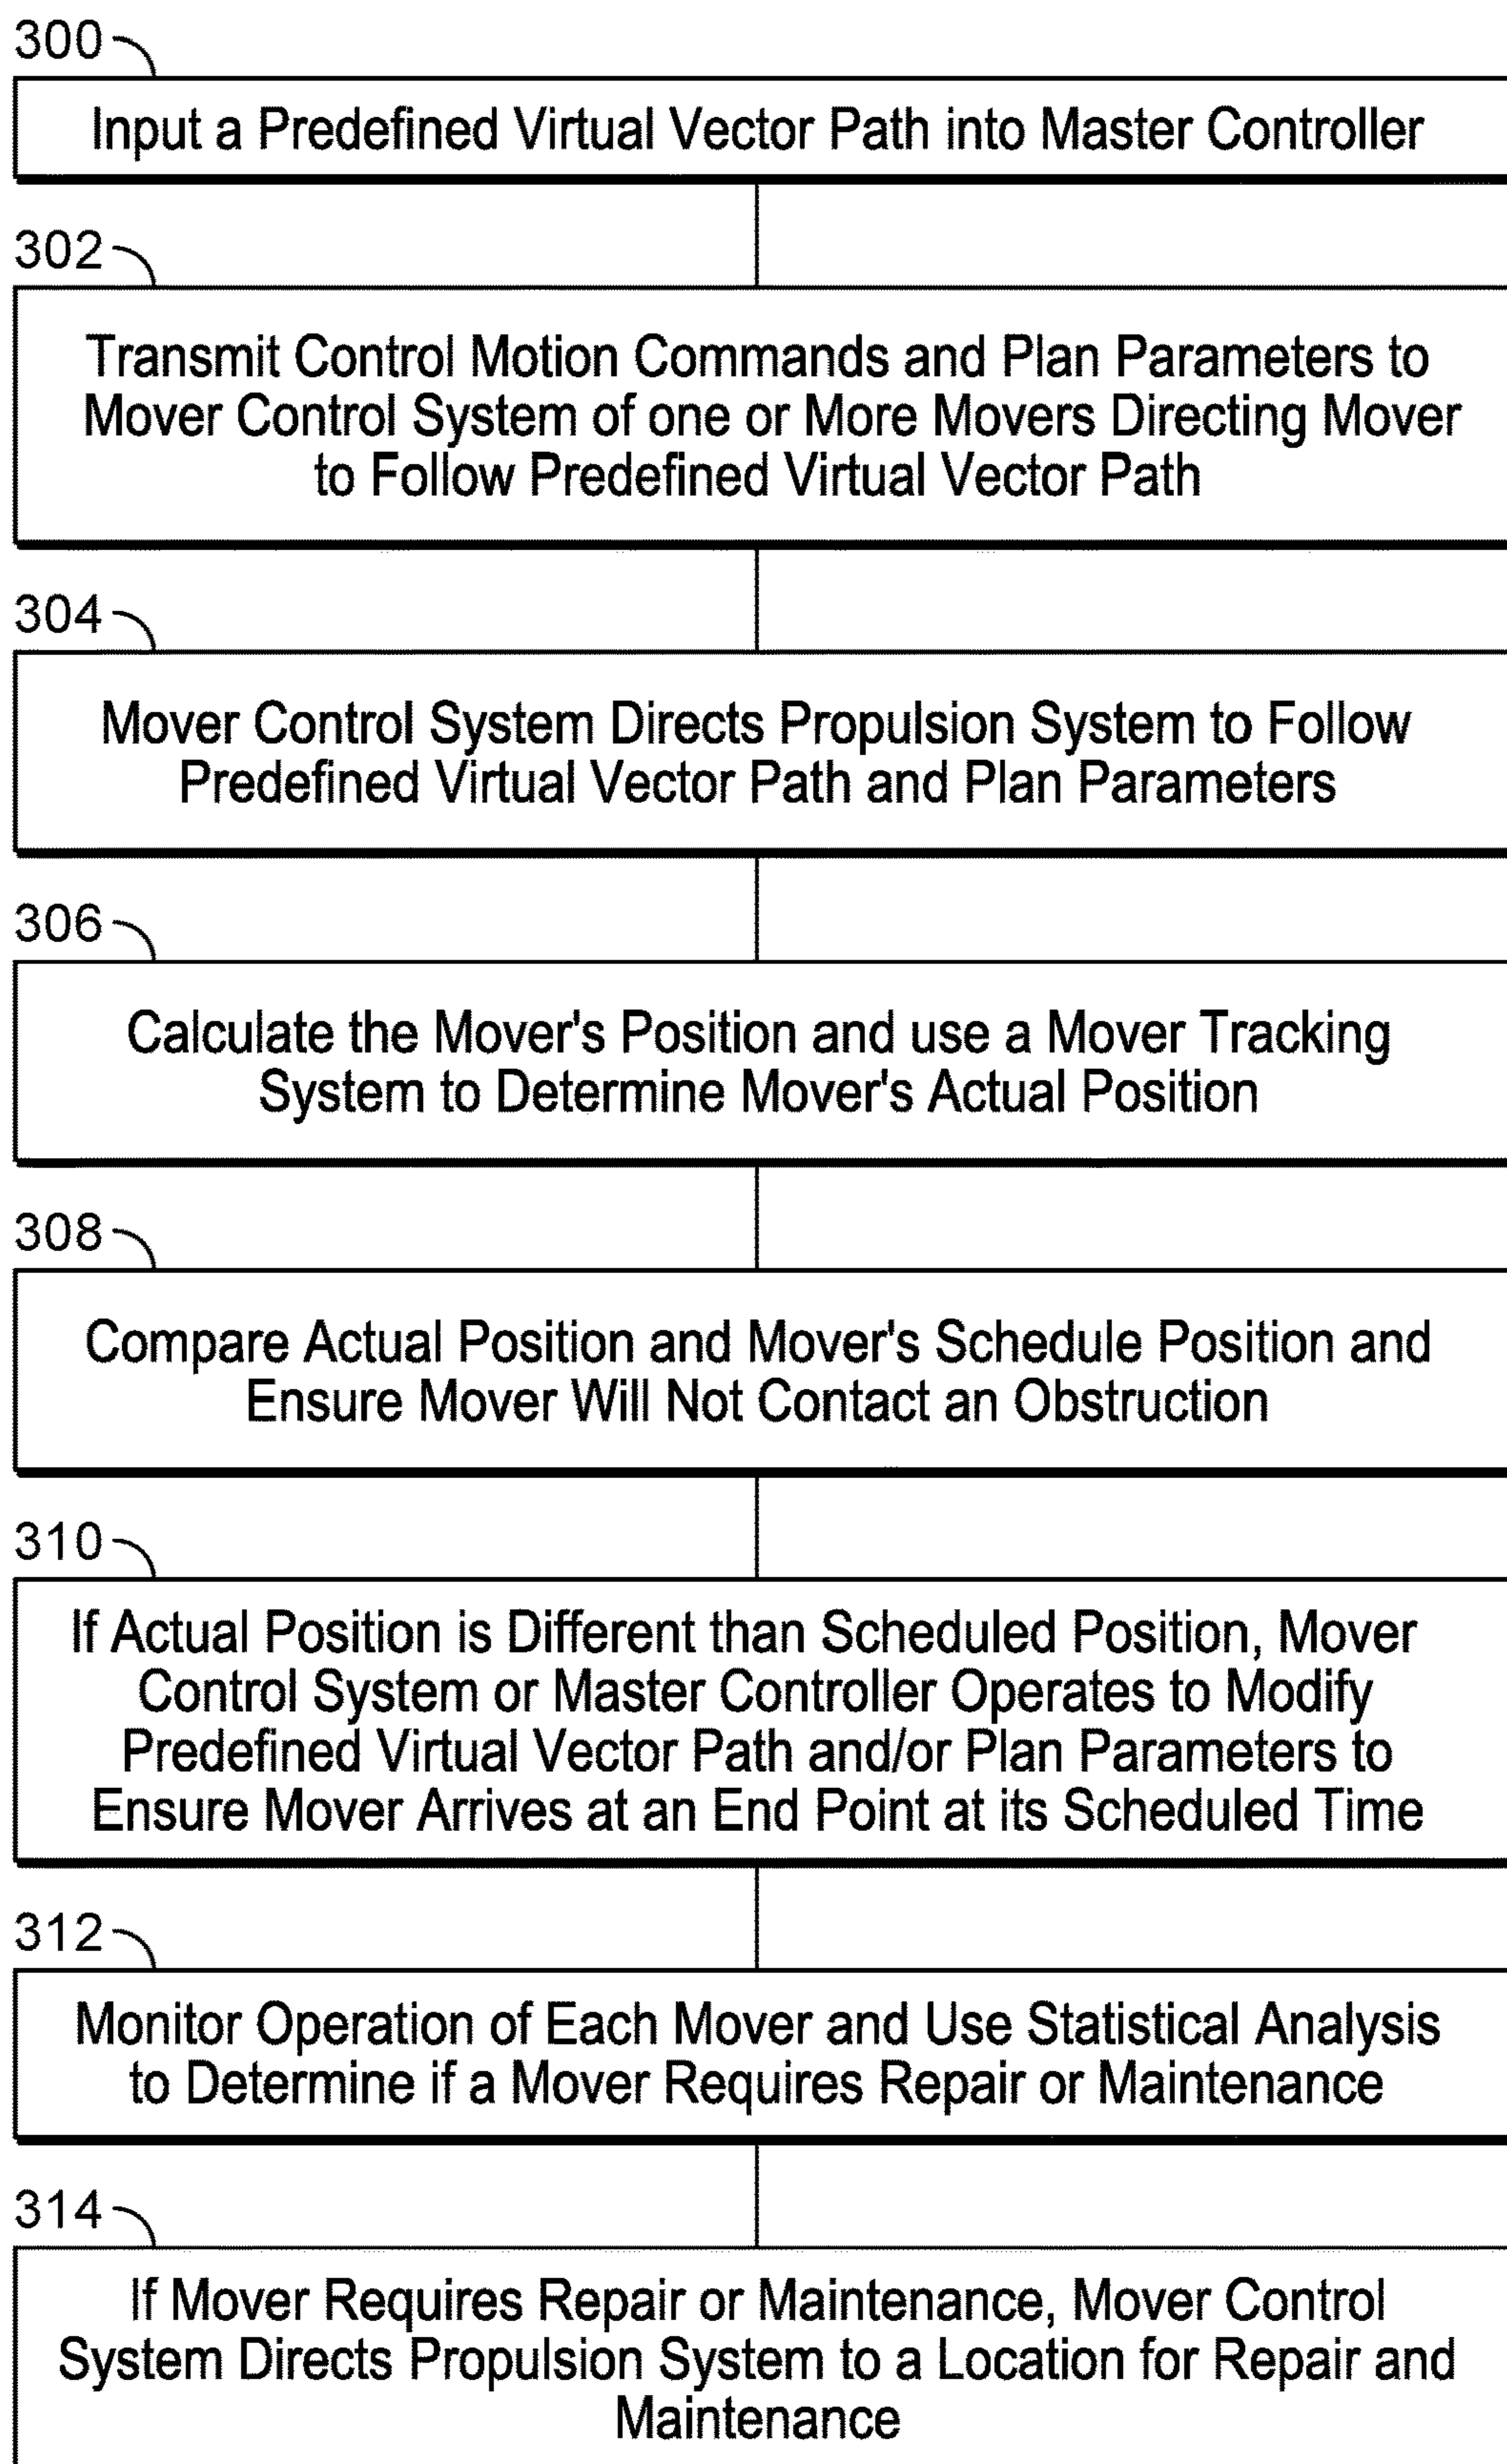 300
Input a Predefined Virtual Vector Path into Master Controller
302
Transmit Control Motion Commands and Plan Parameters to
Mover Control System of one or More Movers Directing Mover
to Follow Predefined Virtual Vector Path
304
Mover Control System Directs Propulsion System to Follow
Predefined Virtual Vector Path and Plan Parameters
306
Calculate the Mover's Position and use a Mover Tracking
System to Determine Mover's Actual Position
308
Compare Actual Position and Mover's Schedule Position and
Ensure Mover Will Not Contact an Obstruction
310
If Actual Position is Different than Scheduled Position, Mover
Control System or Master Controller Operates to Modify
Predefined Virtual Vector Path and/or Plan Parameters to
Ensure Mover Arrives at an End Point at its Scheduled Time
312
Monitor Operation of Each Mover and Use Statistical Analysis
to Determine if a Mover Requires Repair or Maintenance
314
If Mover Requires Repair or Maintenance, Mover Control
System Directs Propulsion System to a Location for Repair and
Maintenance